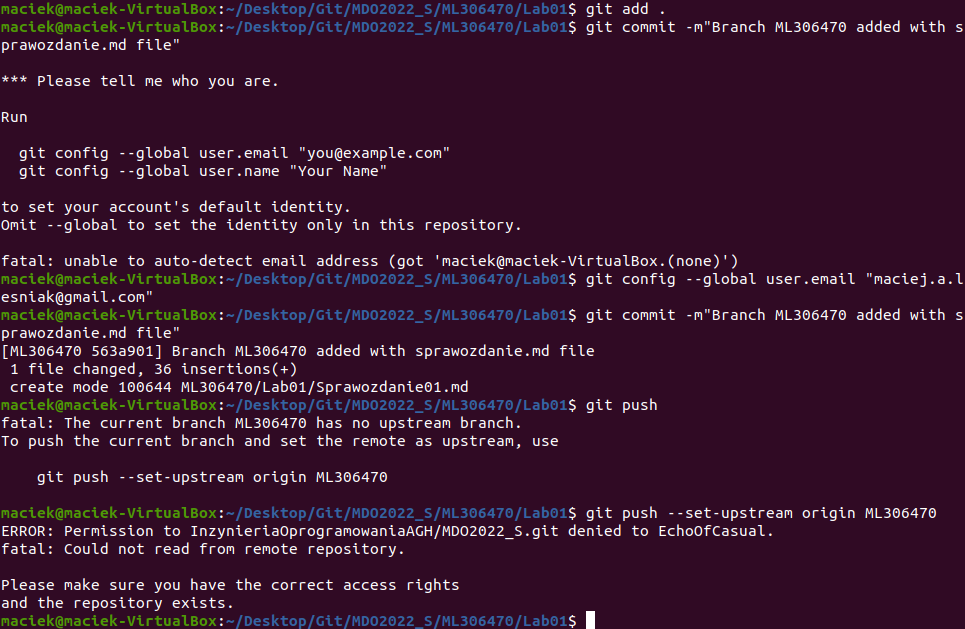 maciek@maciek-VirtualBox:~/Desktop/Git/MDO2022_S/ML306470/Lab01$ git add .
maciek@maciek-VirtualBox:~/Desktop/Git/MDO2022_S/ML306470/Lab01$ git commit -m"Branch ML306470 added with s
prawozdanie.md file"

*** Please tell me who you are.

Run

  git config --global user.email "you@example.com"
  git config --global user.name "Your Name"

to set your account's default identity.
Omit --global to set the identity only in this repository.

fatal: unable to auto-detect email address (got 'maciek@maciek-VirtualBox.(none)')
maciek@maciek-VirtualBox:~/Desktop/Git/MDO2022_S/ML306470/Lab01$ git config --global user.email "maciej.a.l
esniak@gmail.com"
maciek@maciek-VirtualBox:~/Desktop/Git/MDO2022_S/ML306470/Lab01$ git commit -m"Branch ML306470 added with s
prawozdanie.md file"
[ML306470 563a901] Branch ML306470 added with sprawozdanie.md file
 1 file changed, 36 insertions(+)
 create mode 100644 ML306470/Lab01/Sprawozdanie01.md
maciek@maciek-VirtualBox:~/Desktop/Git/MDO2022_S/ML306470/Lab01$ git push
fatal: The current branch ML306470 has no upstream branch.
To push the current branch and set the remote as upstream, use

    git push --set-upstream origin ML306470

maciek@maciek-VirtualBox:~/Desktop/Git/MDO2022_S/ML306470/Lab01$ git push --set-upstream origin ML306470
ERROR: Permission to InzynieriaOprogramowaniaAGH/MDO2022_S.git denied to EchoOfCasual.
fatal: Could not read from remote repository.

Please make sure you have the correct access rights
and the repository exists.
maciek@maciek-VirtualBox:~/Desktop/Git/MDO2022_S/ML306470/Lab01$